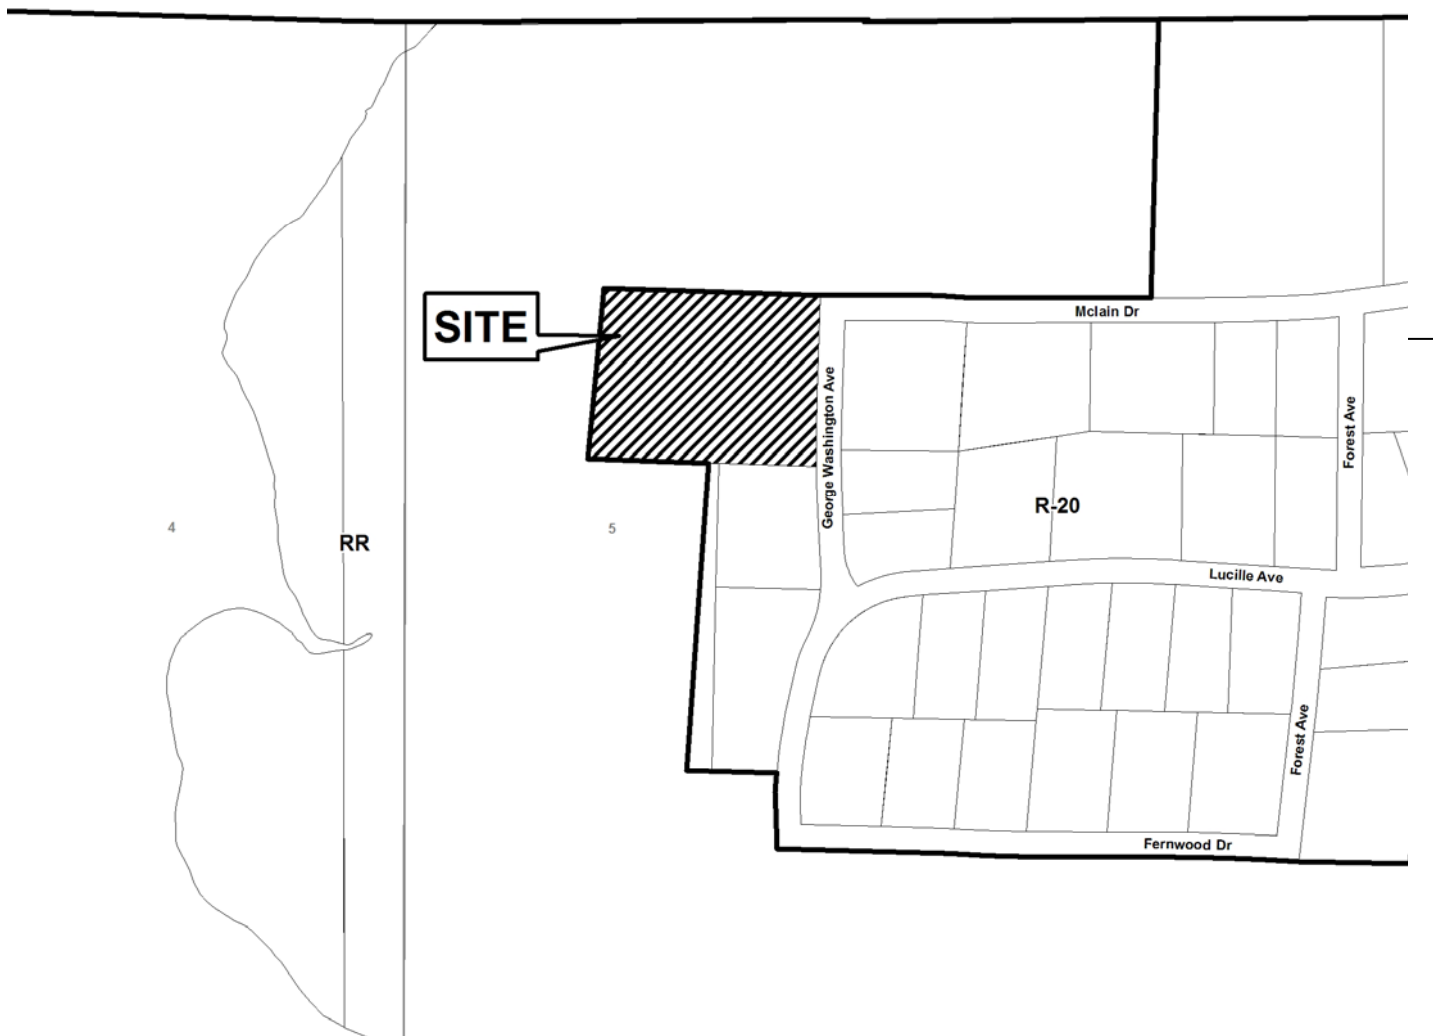 SITE
Mclain Dr
George Washington Ave
Forest Ave
R-20
4
5
RR
Lucille Ave
Forest Ave
Fernwood Dr